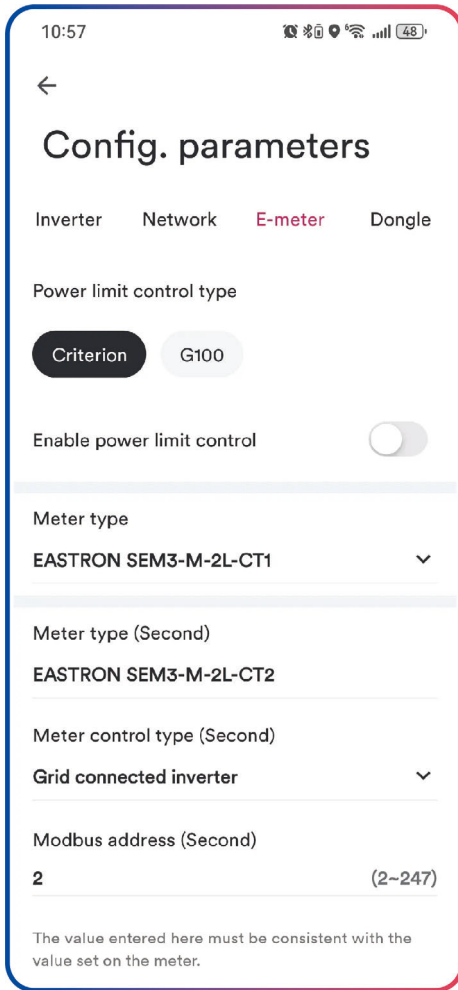 10:57
6
48
Config. parameters
Inverter Network E-meter Dongle
Power limit control type
Criterion G100
Enable power limit control
Meter type
EASTRON SEM3-M-2L-CT1
Meter type (Second)
EASTRON SEM3-M-2L-CT2
Meter control type (Second)
Grid connected inverter
Modbus address (Second)
2 (2~247)
The value entered here must be consistent with the
value set on the meter.